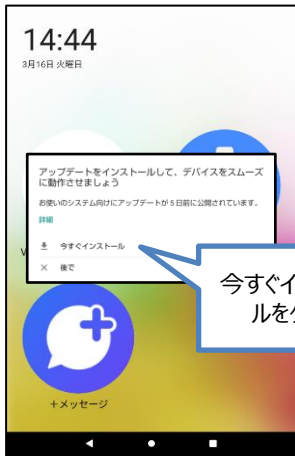 14:44
3月16日 火曜日
アップデートをインストールして、デバイスをスムーズ
に動作させましょう
お使いのシステム向けにアップデートが 5 日前に公開されています。
詳細
今すぐインストール
後で
今すぐイ
ルを
+メッセージ